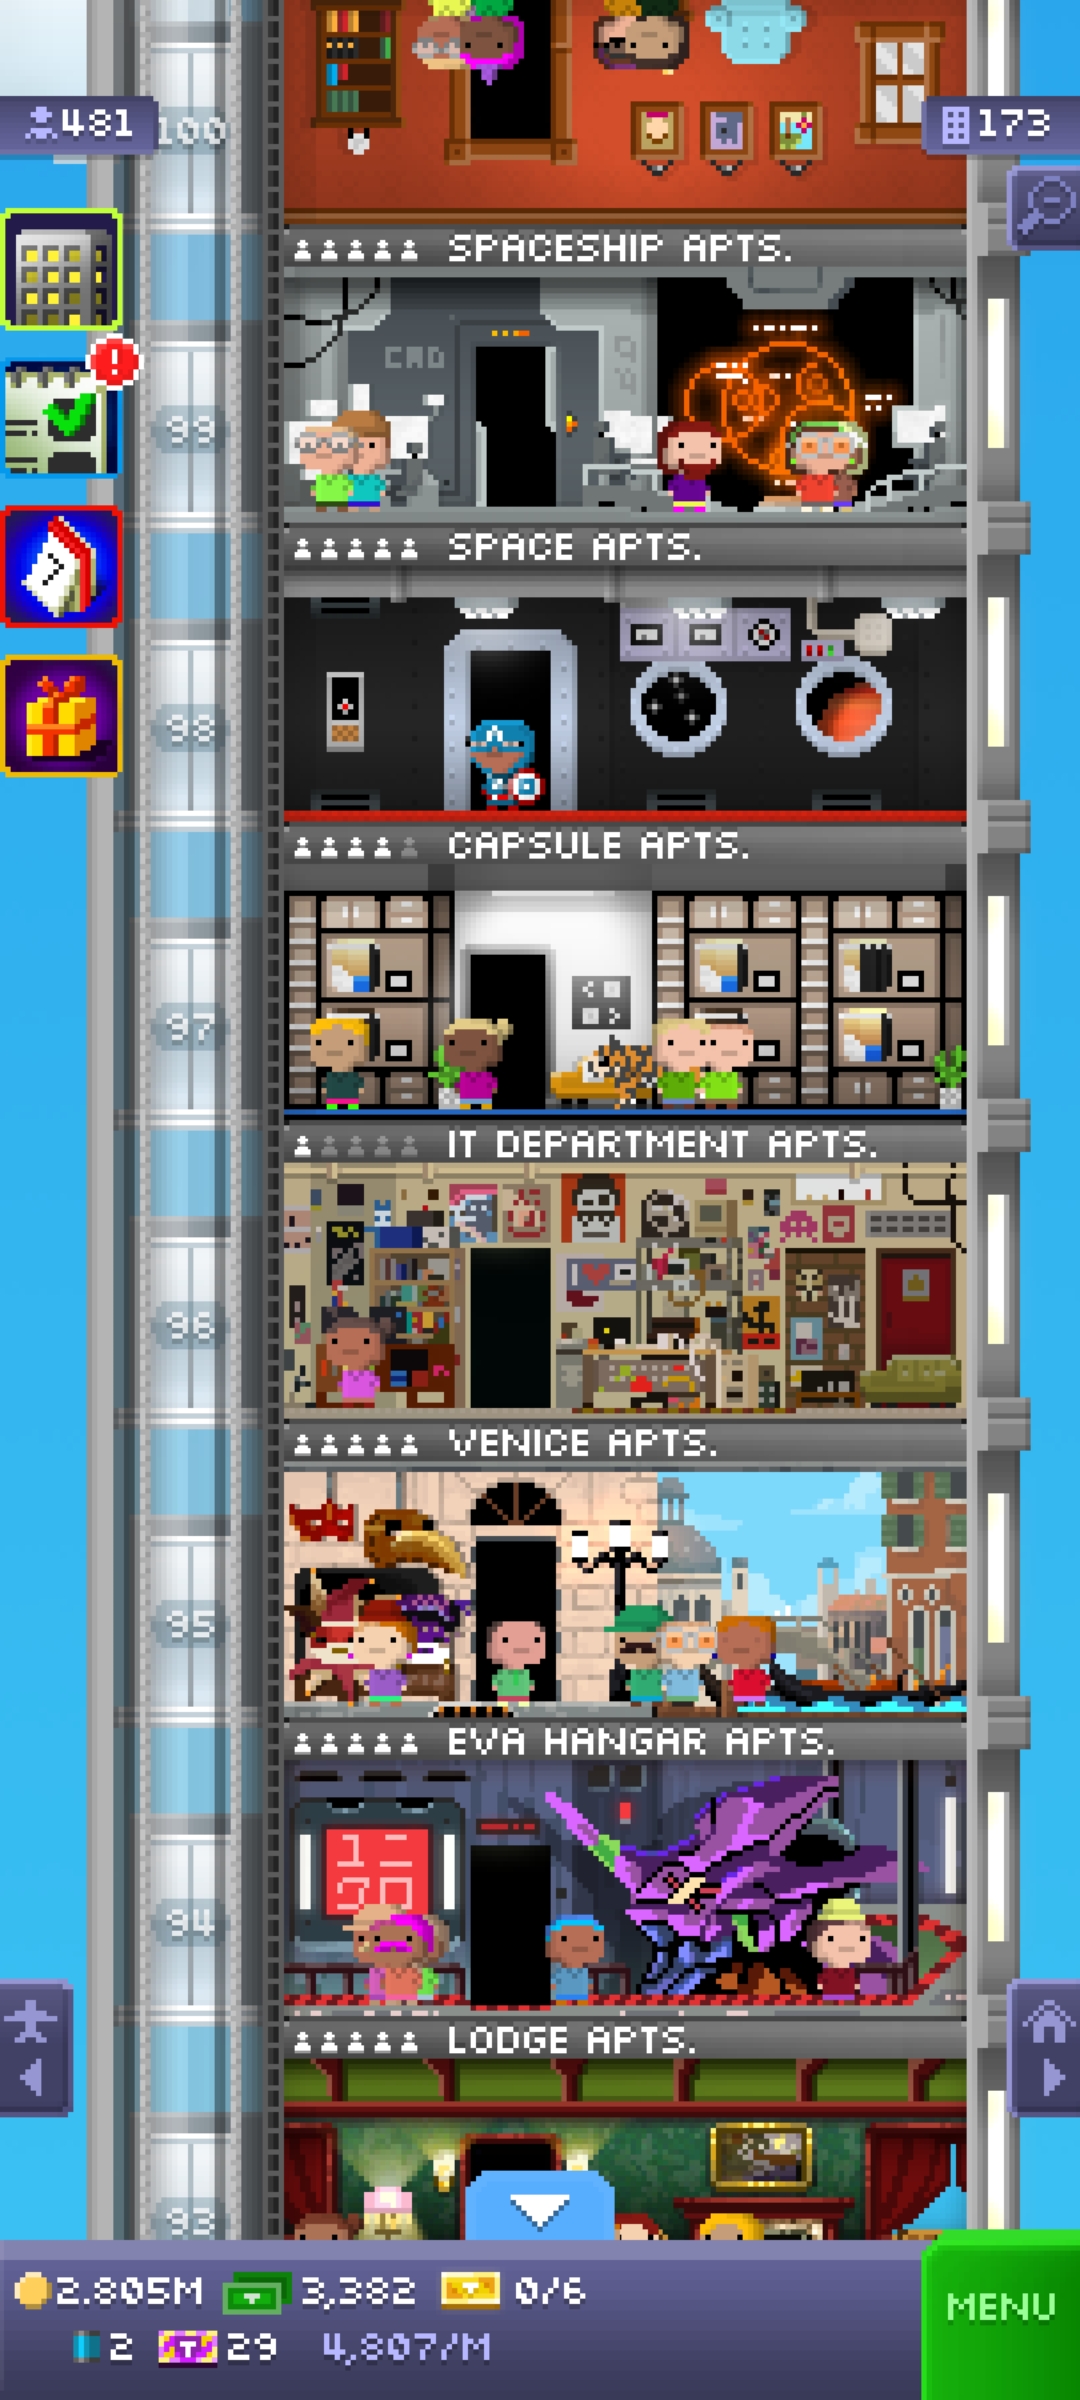 481
100
173
SPACESHIP APTS.
CRD
94
99
SPACE APTS.
98
CAPSULE APTS.
97
IT DEPARTMENT APTS.
96
VENICE APTS.
95
EVA HANGAR APTS.
94
LODGE APTS.
93
2.805M
3,382
0/6
MENU
2
29
4,807/M